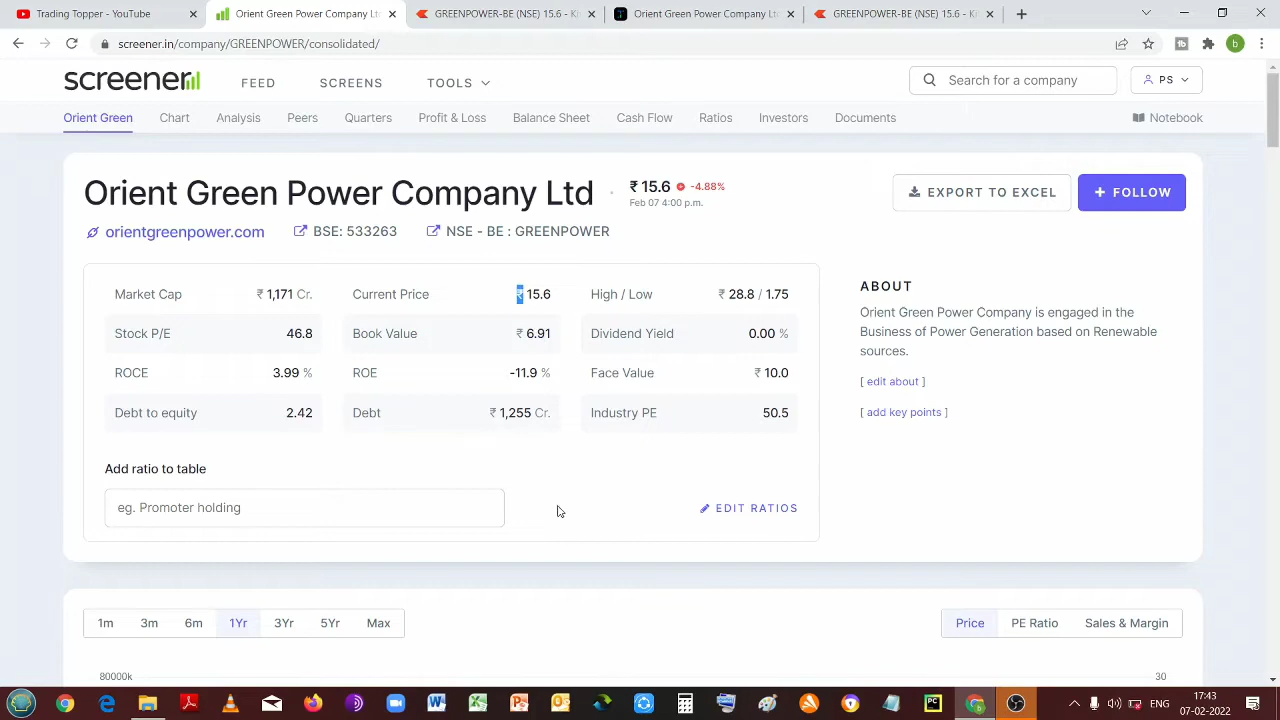 Trading Topper - YouTube
Orient Green Power Company Lt
GREENPOWER-BE (NSE) 15.6 - Ki
Orient Green Power Company Ltd
GREENPOWER-BE (NSE) 15.6 -
screener.in/company/GREENPOWER/consolidated/
b
screener
FEED
SCREENS
TOOLS
Search for a company
PS
Orient Green
Chart
Analysis
Peers
Quarters
Profit & Loss
Balance Sheet
Cash Flow
Ratios
Investors
Documents
Notebook
Orient Green Power Company Ltd
₹ 15.6 -4.88%
Feb 07 4:00 p.m.
EXPORT TO EXCEL
+ FOLLOW
orientgreenpower.com
BSE: 533263
NSE - BE : GREENPOWER
Market Cap ₹ 1,171 Cr.
Current Price ₹ 15.6
High / Low ₹ 28.8 / 1.75
Stock P/E 46.8
Book Value ₹ 6.91
Dividend Yield 0.00 %
ROCE 3.99 %
ROE -11.9 %
Face Value ₹ 10.0
Debt to equity 2.42
Debt ₹ 1,255 Cr.
Industry PE 50.5
Add ratio to table
eg. Promoter holding
EDIT RATIOS
ABOUT
Orient Green Power Company is engaged in the
Business of Power Generation based on Renewable
sources.
[ edit about ]
[ add key points ]
1m 3m 6m 1Yr 3Yr 5Yr Max
Price PE Ratio Sales & Margin
80000k
30
ENG
17:43
07-02-2022